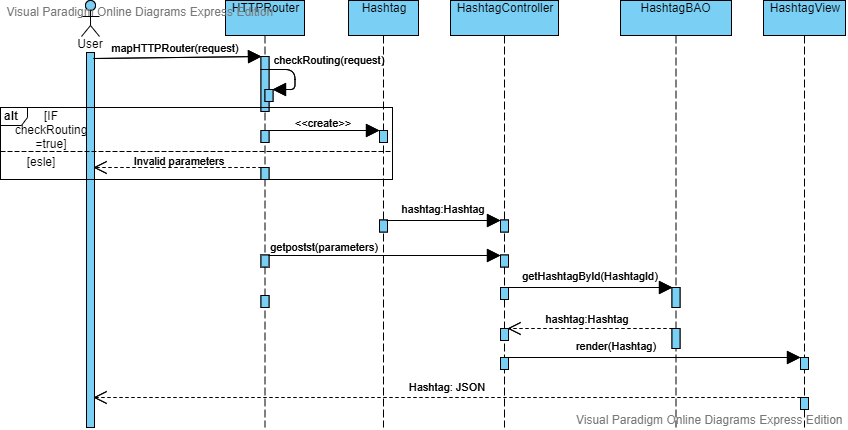 Visual Paradigm Online Diagrams Express Edition
HTTPRouter
Hashtag
HashtagController
HashtagBAO
HashtagView
User
mapHTTPRouter(request)
checkRouting(request)
alt
[IF
checkRouting
=true]
<<create>>
[esle]
Invalid parameters
hashtag:Hashtag
getpostst(parameters)
getHashtagById(HashtagId)
hashtag:Hashtag
render(Hashtag)
Hashtag: JSON
Visual Paradigm Online Diagrams Express Edition